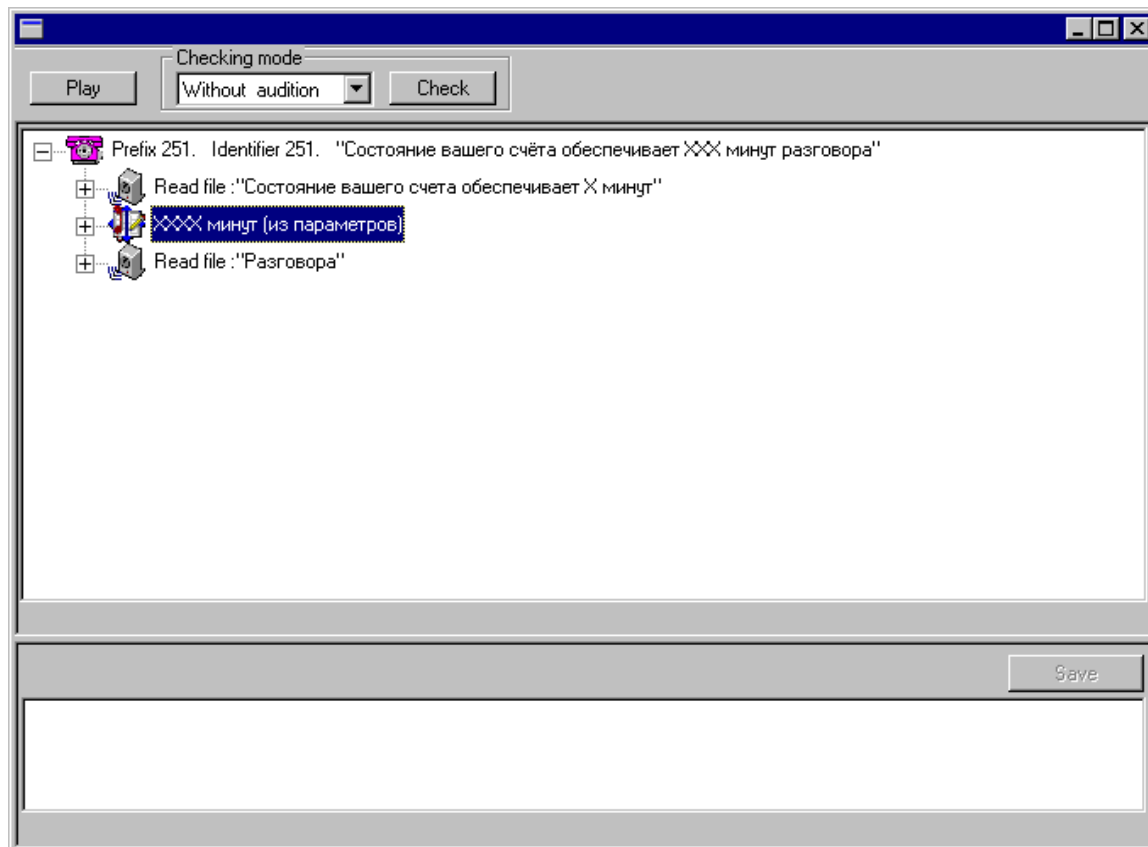 Checking mode
Play
Without audition
Check
Prefix 251. Identifier 251. "Состояние вашего счёта обеспечивает XXX минут разговора"
Read file :"Состояние вашего счета обеспечивает X минут"
XXXX минут (из параметров)
Read file :"Разговора"
Save